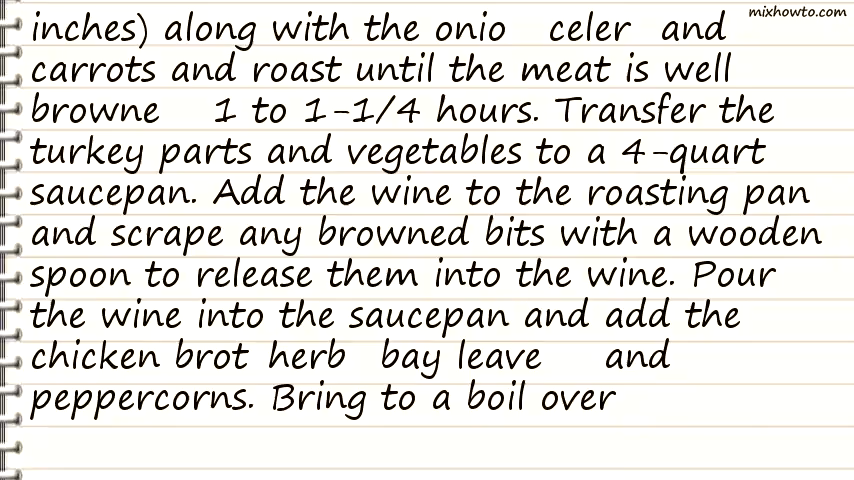 mixhowto.com
inches) along with the onio celer and
carrots and roast until the meat is well
browne 1 to 1-1/4 hours. Transfer the
turkey parts and vegetables to a 4-quart
saucepan. Add the wine to the roasting pan
and scrape any browned bits with a wooden
spoon to release them into the wine. Pour
the wine into the saucepan and add the
chicken brot herb bay leave and
peppercorns. Bring to a boil over